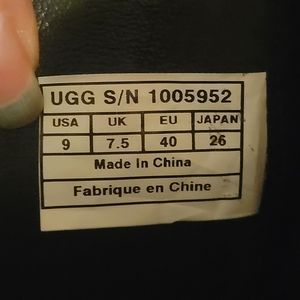 UGG S/N 1005952
USA UK EU JAPAN
9 7.5 40 26
Made In China
Fabrique en Chine